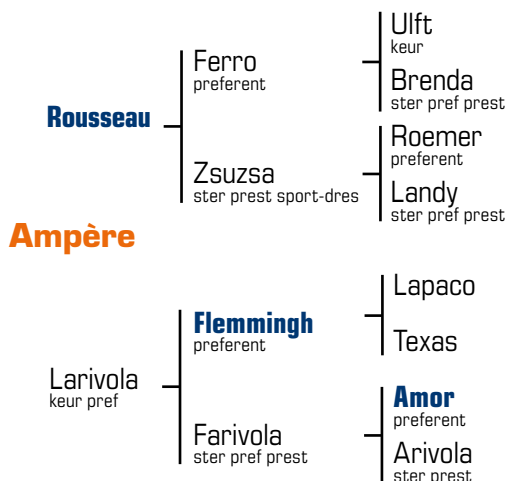 Ulft
keur
Ferro
preferent
Brenda
ster pref prest
Rousseau
Roemer
preferent
Zsuzsa
ster prest sport-dres
Landy
ster pref prest
Ampère
Lapaco
Flemmingh
preferent
Texas
Larivola
keur pref
Amor
preferent
Farivola
ster pref prest
Arivola
ster prest